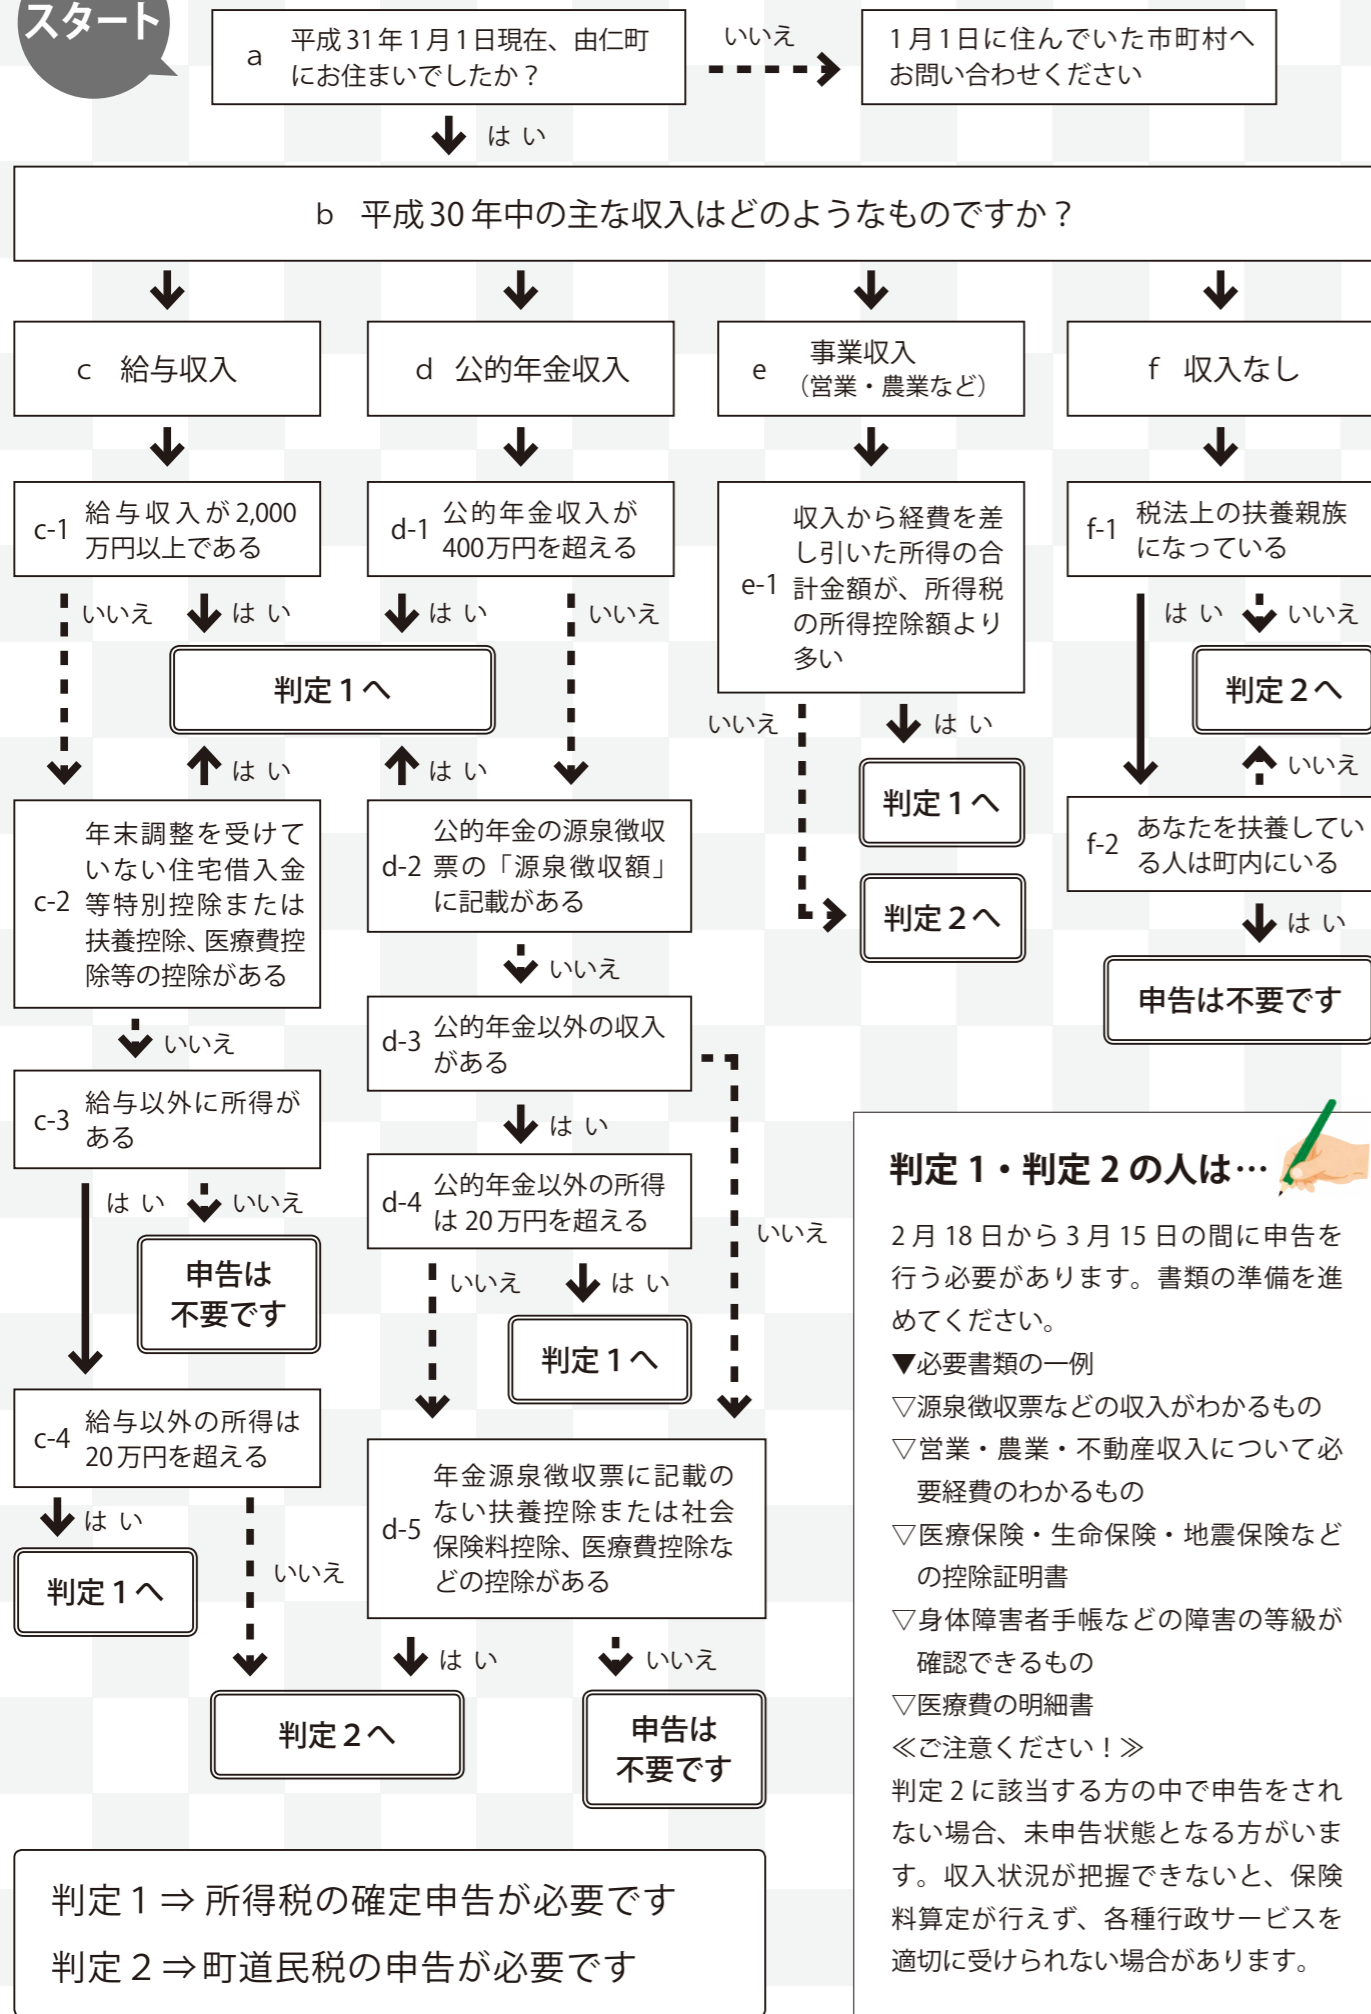 スタート
a 平成31年1月1日現在、由仁町
にお住まいでしたか？
いいえ
1月1日に住んでいた市町村へ
お問い合わせください
はい
b 平成30年中の主な収入はどのようなものですか？
c 給与収入
d 公的年金収入
e 事業収入
（営業・農業など）
f 収入なし
c-1 給与収入が2,000
万円以上である
d-1 公的年金収入が
400万円を超える
e-1 収入から経費を差
し引いた所得の合
計金額が、所得税
の所得控除額より
多い
f-1 税法上の扶養親族
になっている
いいえ
はい
はい
いいえ
はい
いいえ
判定1へ
判定2へ
いいえ
はい
はい
はい
いいえ
判定1へ
判定2へ
c-2 年末調整を受けて
いない住宅借入金
等特別控除または
扶養控除、医療費控
除等の控除がある
d-2 公的年金の源泉徴収
票の「源泉徴収額」
に記載がある
f-2 あなたを扶養してい
る人は町内にいる
はい
申告は不要です
いいえ
いいえ
c-3 給与以外に所得が
ある
d-3 公的年金以外の収入
がある
はい
はい
いいえ
申告は
不要です
d-4 公的年金以外の所得
は20万円を超える
いいえ
いいえ
はい
判定1へ
c-4 給与以外の所得は
20万円を超える
はい
いいえ
判定1へ
d-5 年金源泉徴収票に記載の
ない扶養控除または社会
保険料控除、医療費控除な
どの控除がある
はい
いいえ
判定2へ
申告は
不要です
判定1⇒所得税の確定申告が必要です
判定2⇒町道民税の申告が必要です
判定1・判定2の人は…
2月18日から3月15日の間に申告を
行う必要があります。書類の準備を進
めてください。
▼必要書類の一例
▽源泉徴収票などの収入がわかるもの
▽営業・農業・不動産収入について必
要経費のわかるもの
▽医療保険・生命保険・地震保険など
の控除証明書
▽身体障害者手帳などの障害の等級が
確認できるもの
▽医療費の明細書
≪ご注意ください！≫
判定2に該当する方の中で申告をされ
ない場合、未申告状態となる方がいま
す。収入状況が把握できないと、保険
料算定が行えず、各種行政サービスを
適切に受けられない場合があります。